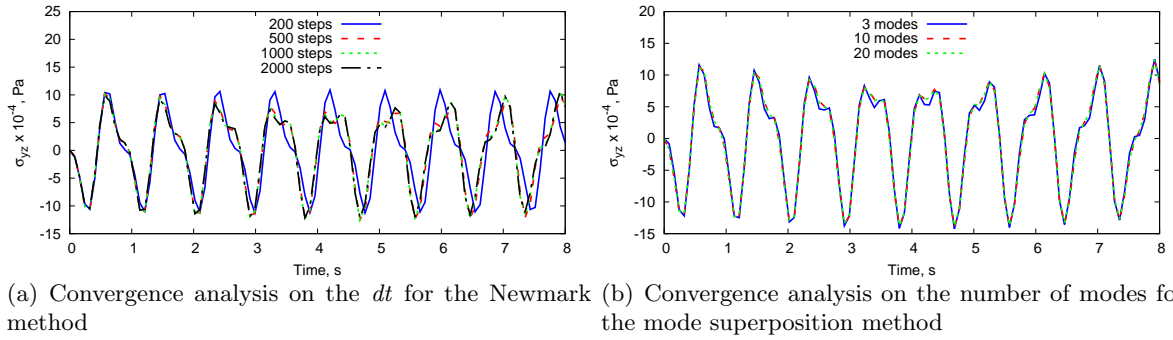 25
20
15
10
5
0
-5
-10
-15
σyz x 10-4, Pa
200 steps
500 steps
1000 steps
2000 steps
0 1 2 3 4 5 6 7 8
Time, s
(a) Convergence analysis on the dt for the Newmark
method
20
15
10
5
0
-5
-10
-15
σyz x 10-4, Pa
3 modes
10 modes
20 modes
0 1 2 3 4 5 6 7 8
Time, s
(b) Convergence analysis on the number of modes fo
the mode superposition method